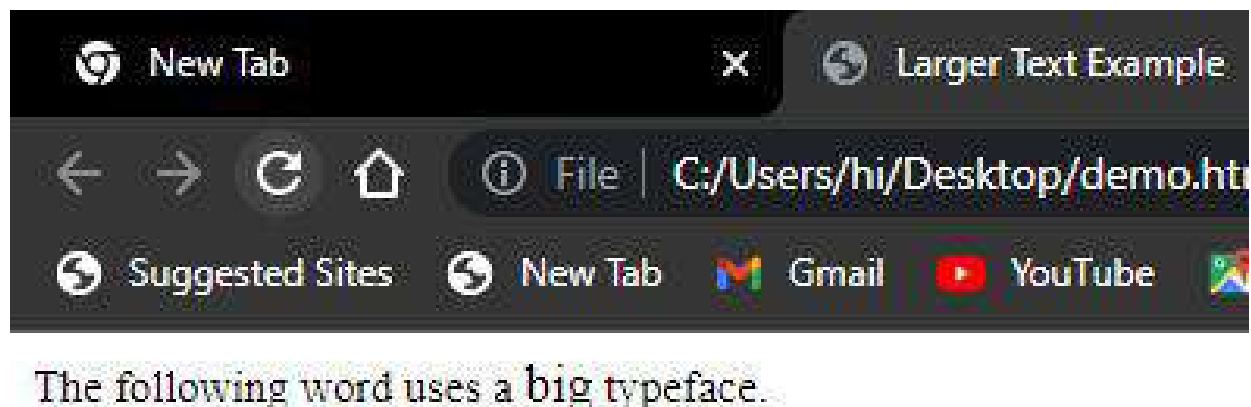 New Tab
Larger Text Example
File
C:/Users/hi/Desktop/demo.htm
Suggested Sites
New Tab
Gmail
YouTube
The following word uses a big typeface.